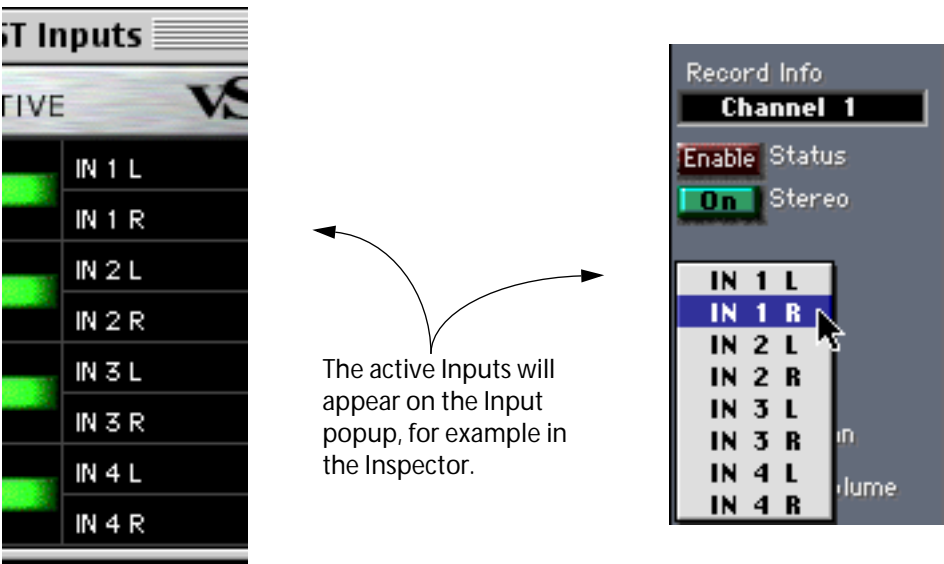 ST Inputs
TIVE VS
IN 1 L
IN 1 R
IN 2 L
IN 2 R
IN 3 L
IN 3 R
IN 4 L
IN 4 R
The active Inputs will
appear on the Input
popup, for example in
the Inspector.
Record Info
Channel 1
Enable Status
On Stereo
IN 1 L
IN 1 R
IN 2 L
IN 2 R
IN 3 L
IN 3 R
IN 4 L
IN 4 R